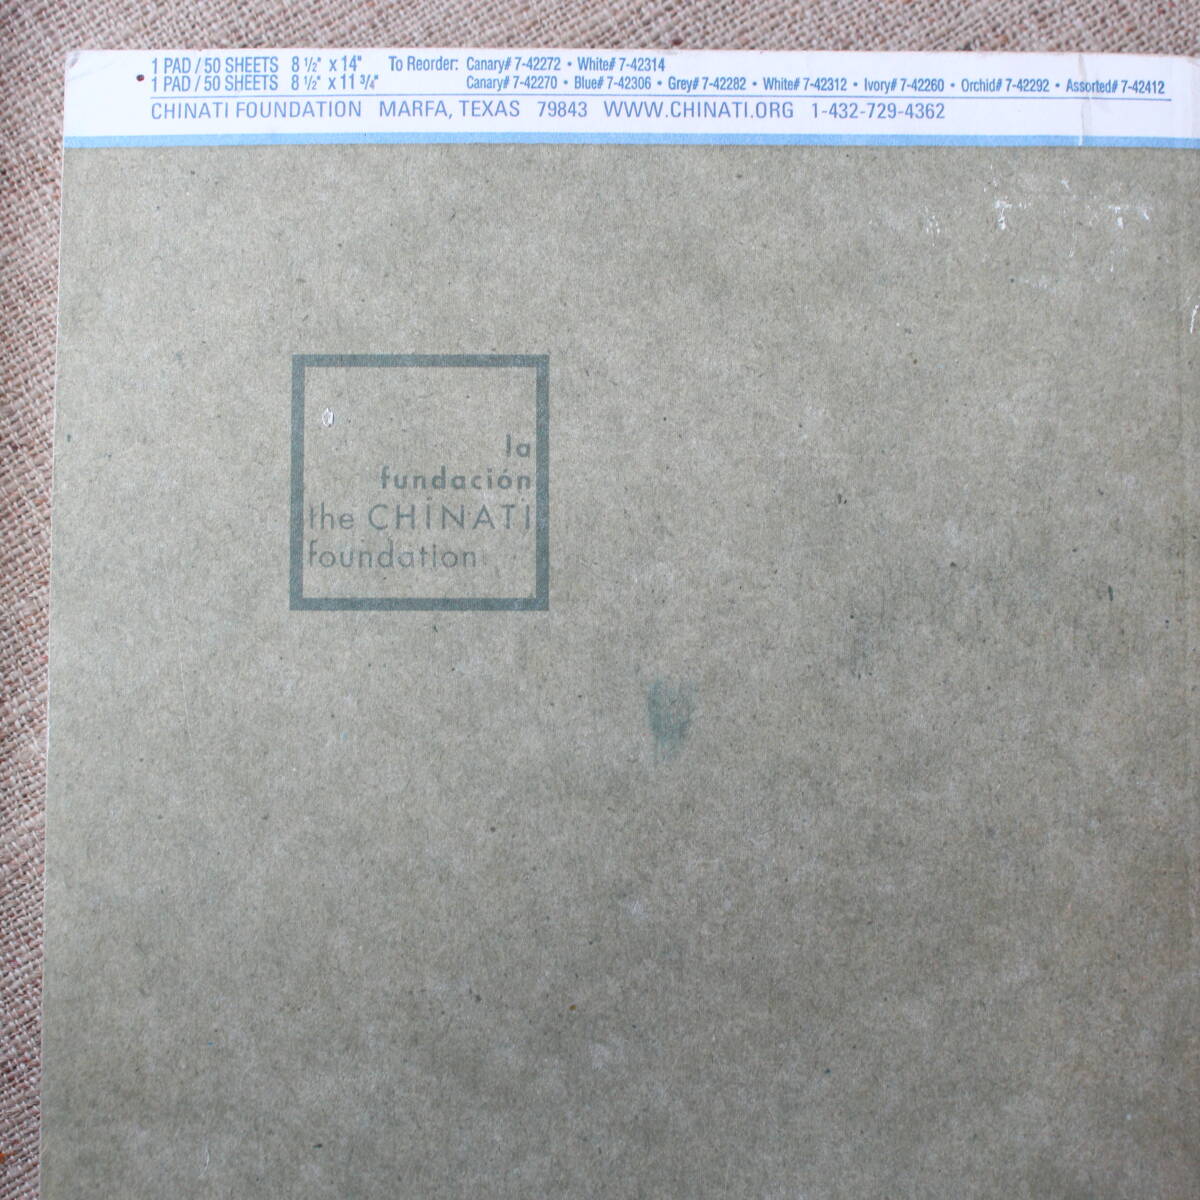 1 PAD / 50 SHEETS 8 ½" x 14" To Reorder: Canary# 7-42272 • White# 7-42314
1 PAD / 50 SHEETS 8 ½" x 11 ¾" Canary# 7-42270 • Blue# 7-42306 • Grey# 7-42282 • White# 7-42312 • Ivory# 7-42260 • Orchid# 7-42292 • Assorted# 7-42412
CHINATI FOUNDATION MARFA, TEXAS 79843 WWW.CHINATI.ORG 1-432-729-4362
la
fundación
the CHINATI
foundation